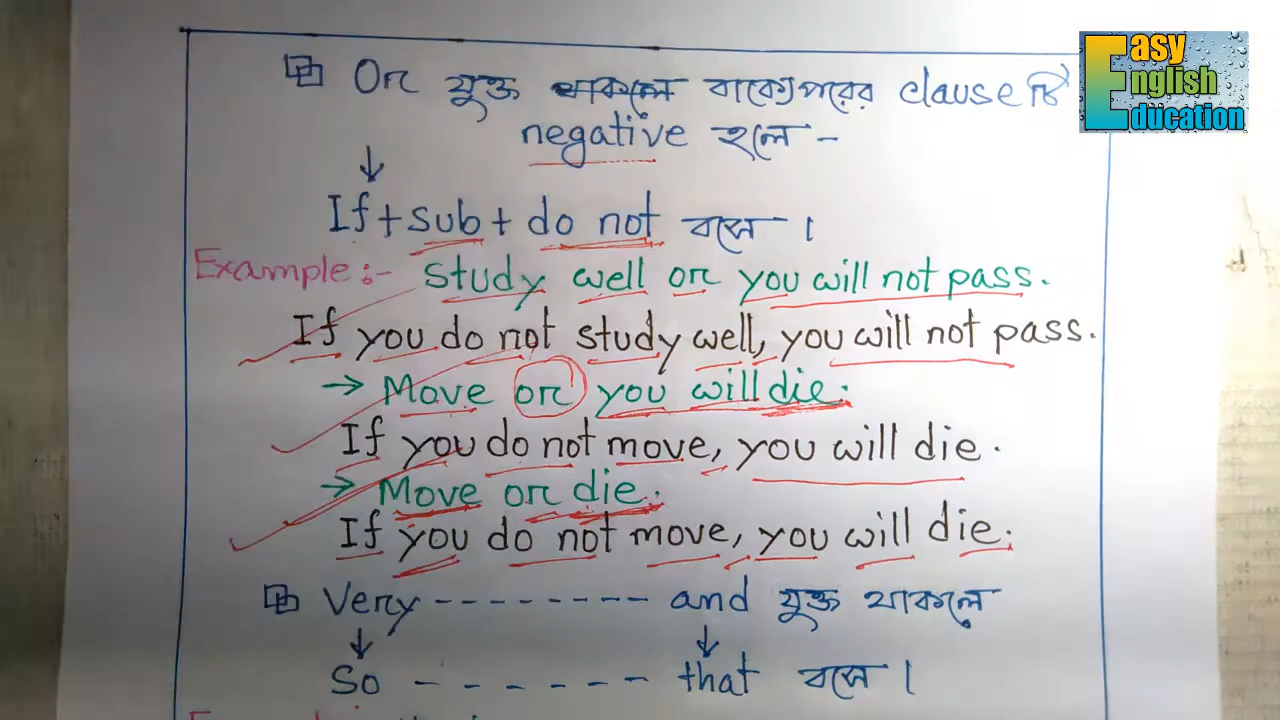 Or যুক্ত থাকলে বাক্যেপরের clause টি
negative হলে -
If + sub + do not বসে ।
Example :- Study well or you will not pass.
If you do not study well, you will not pass.
→ Move or you will die.
If you do not move, you will die.
→ Move or die.
If you do not move, you will die.
Very -------- and যুক্ত থাকলে
↓ ↓
So ------- that বসে ।
Easy
English
Education